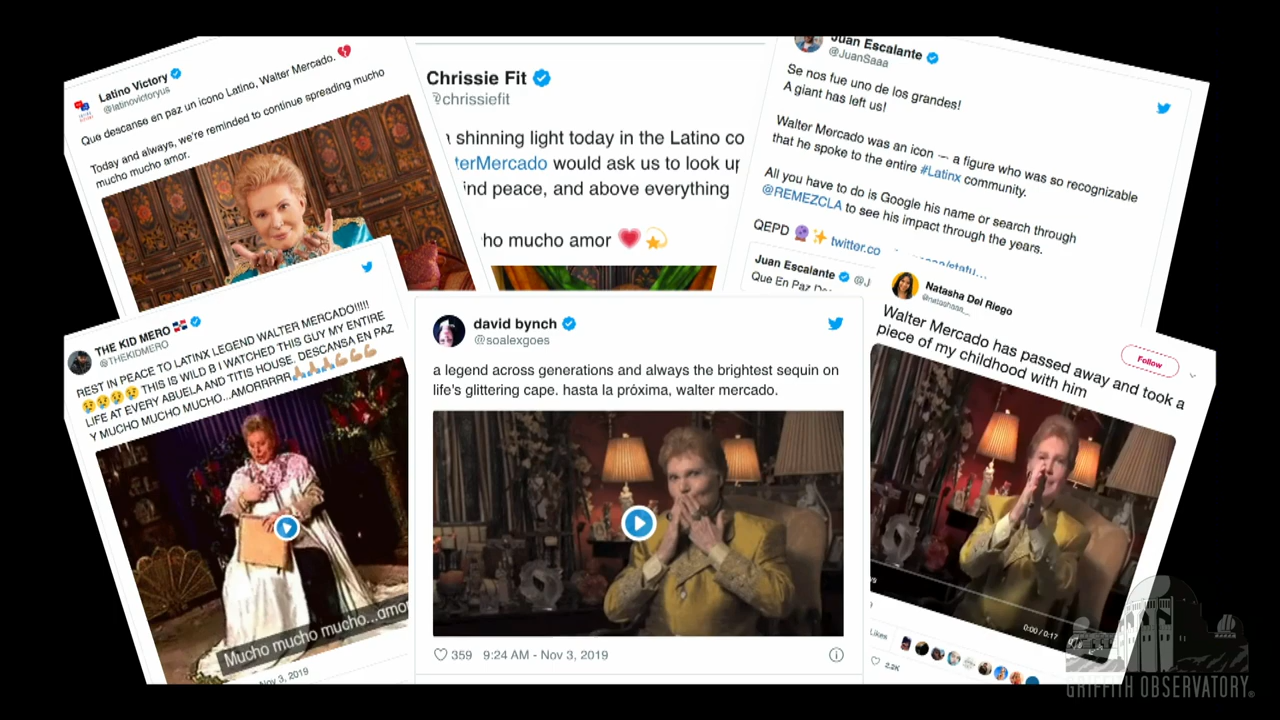 Latino Victory
@latinovictoryus
Que descanse en paz un icono Latino, Walter Mercado. 💔
Today and always, we're reminded to continue spreading mucho
mucho mucho amor.
Chrissie Fit
@chrissiefit
shinning light today in the Latino co
terMercado would ask us to look up
ind peace, and above everything
ho mucho amor 💗💫
Juan Escalante
@JuanSaaa
Se nos fue uno de los grandes!
A giant has left us!
Walter Mercado was an icon — a figure who was so recognizable
that he spoke to the entire #Latinx community.
All you have to do is Google his name or search through
@REMEZCLA to see his impact through the years.
QEPD 🔮✨ twitter.co
Juan Escalante @J
Que En Paz
THE KID MERO 🇩🇴
@THEKIDMERO
REST IN PEACE TO LATINX LEGEND WALTER MERCADO!!!!!
😢😢😢😢 THIS IS WILD B I WATCHED THIS GUY MY ENTIRE
LIFE AT EVERY ABUELA AND TITIS HOUSE. DESCANSA EN PAZ
Y MUCHO MUCHO MUCHO...AMORRRRR🙏🏽🙏🏽🙏🏽💪🏽💪🏽💪🏽💪🏽
Mucho mucho mucho...amo
Nov 3, 2019
david bynch
@soalexgoes
a legend across generations and always the brightest sequin on
life's glittering cape. hasta la próxima, walter mercado.
359 9:24 AM - Nov 3, 2019
Natasha Del Riego
Follow
Walter Mercado has passed away and took a
piece of my childhood with him
0:00 / 0:17
Likes
2.2K
GRIFFITH OBSERVATORY®